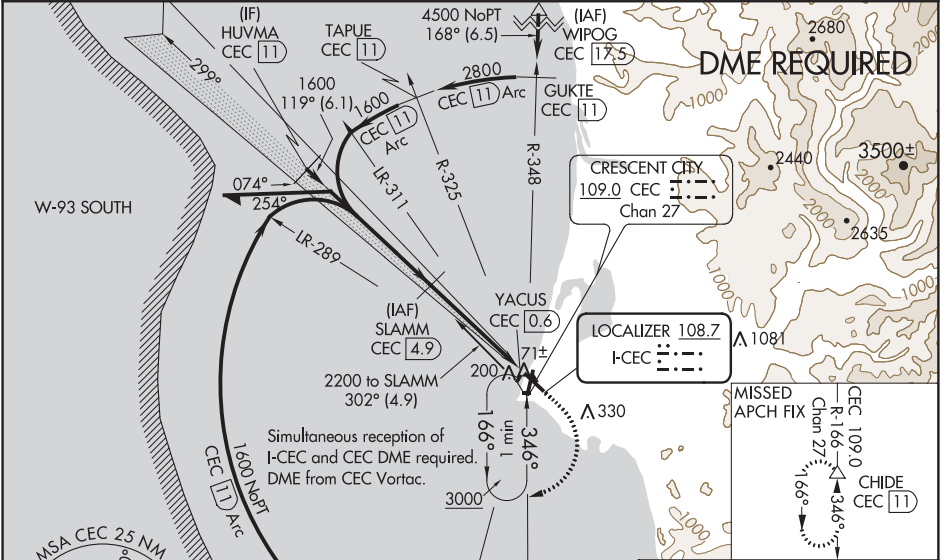 (IF)
HUVMA
CEC 11
TAPUE
CEC 11
4500 NoPT
168° (6.5)
(IAF)
WIPOG
CEC 17.5
2680
DME REQUIRED
299°
1600
119° (6.1)
2800
CEC 11 Arc
GUKTE
CEC 11
1000
1600
CEC 11
Arc
LR-311
R-325
R-348
CRESCENT CITY
109.0 CEC
Chan 27
2440
3500±
2000
2635
W-93 SOUTH
074°
254°
LR-289
1000
1000
(IAF)
SLAMM
CEC 4.9
YACUS
CEC 0.6
LOCALIZER 108.7
I-CEC
1081
2200 to SLAMM
302° (4.9)
200
71±
330
Simultaneous reception of
I-CEC and CEC DME required.
DME from CEC Vortac.
166°
1 min
346°
3000
1600 NoPT
CEC 11 Arc
MISSED
APCH FIX
CEC 109.0
R-166
Chan 27
CHIDE
CEC 11
166°
346°
MSA CEC 25 NM